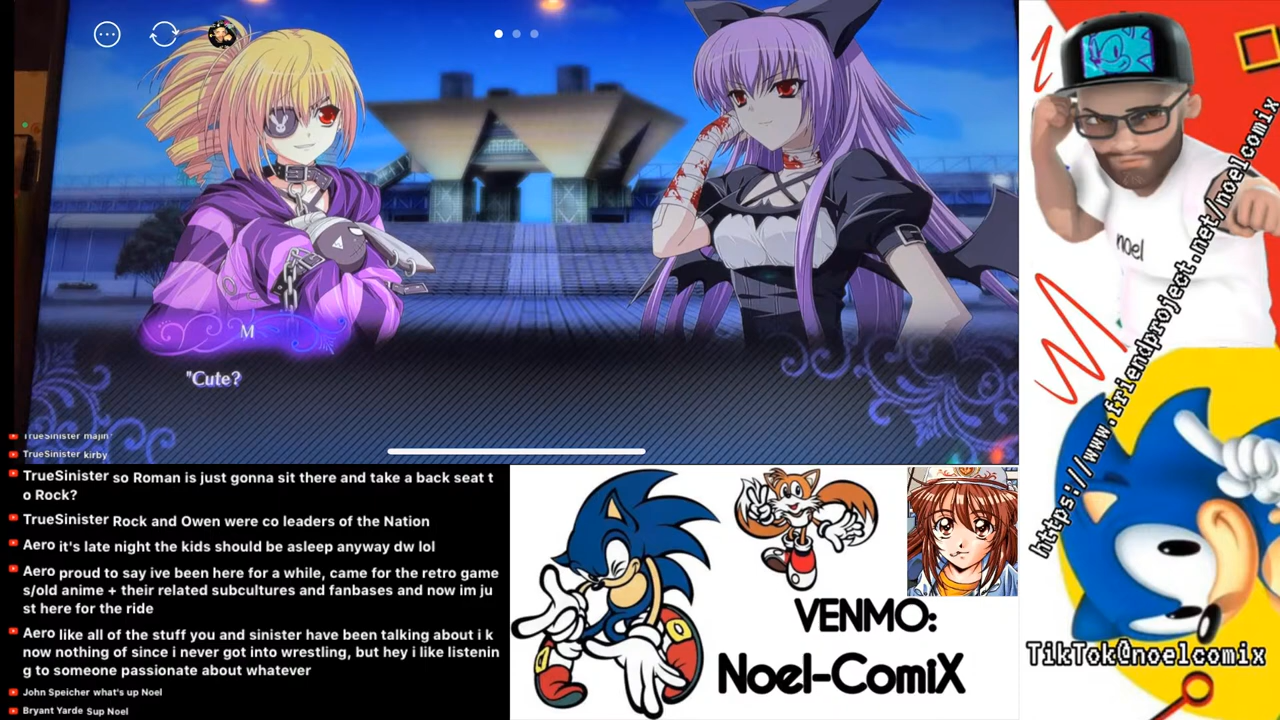 M
"Cute?
TrueSinister majin
TrueSinister kirby
TrueSinister so Roman is just gonna sit there and take a back seat t
o Rock?
TrueSinister Rock and Owen were co leaders of the Nation
Aero it's late night the kids should be asleep anyway dw lol
Aero proud to say ive been here for a while, came for the retro game
s/old anime + their related subcultures and fanbases and now im ju
st here for the ride
Aero like all of the stuff you and sinister have been talking about i k
now nothing of since i never got into wrestling, but hey i like listenin
g to someone passionate about whatever
John Speicher what's up Noel
Bryant Yarde Sup Noel
VENMO:
Noel-ComiX
noel
https://www.friendproject.net/noelcomix
TikTok@noelcomix